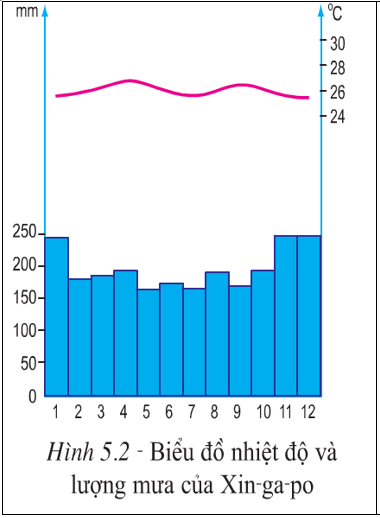 mm °C
30
28
26
24
250
200
150
100
50
0
1 2 3 4 5 6 7 8 9 10 11 12
Hình 5.2 - Biểu đồ nhiệt độ và
lượng mưa của Xin-ga-po